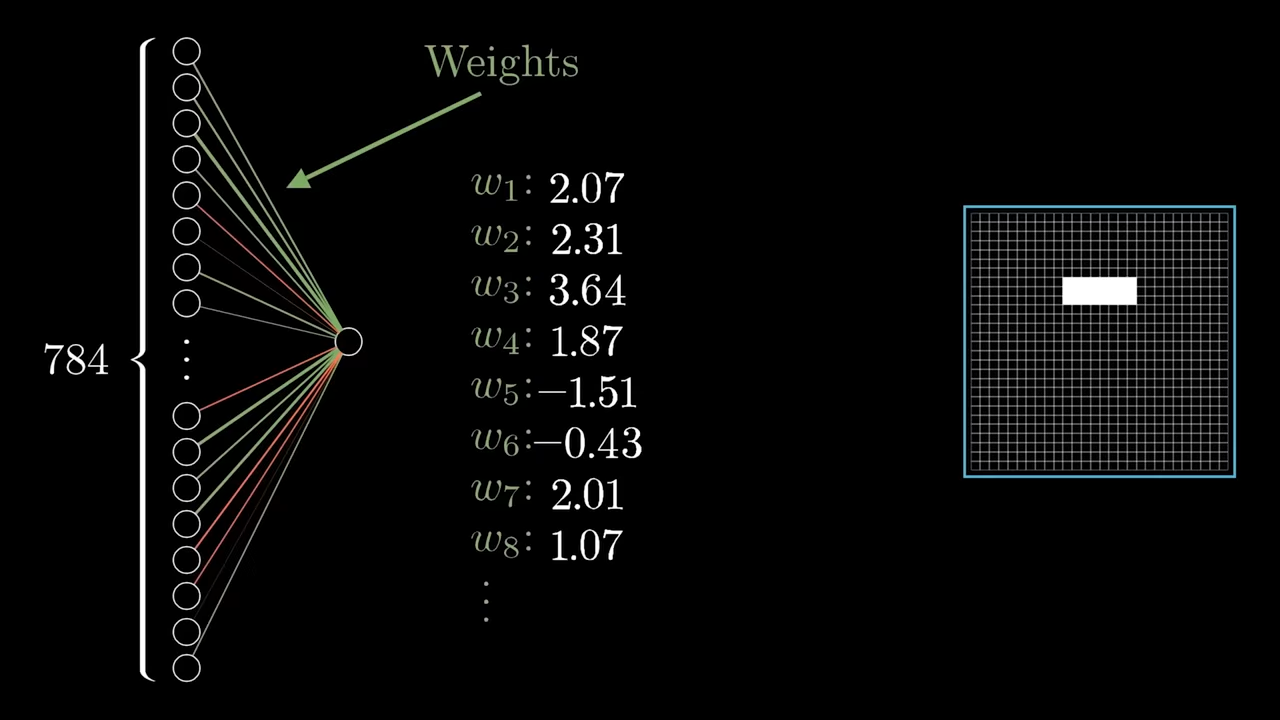 Weights
w1: 2.07
w2: 2.31
w3: 3.64
w4: 1.87
w5: −1.51
w6: −0.43
w7: 2.01
w8: 1.07
⋮
784